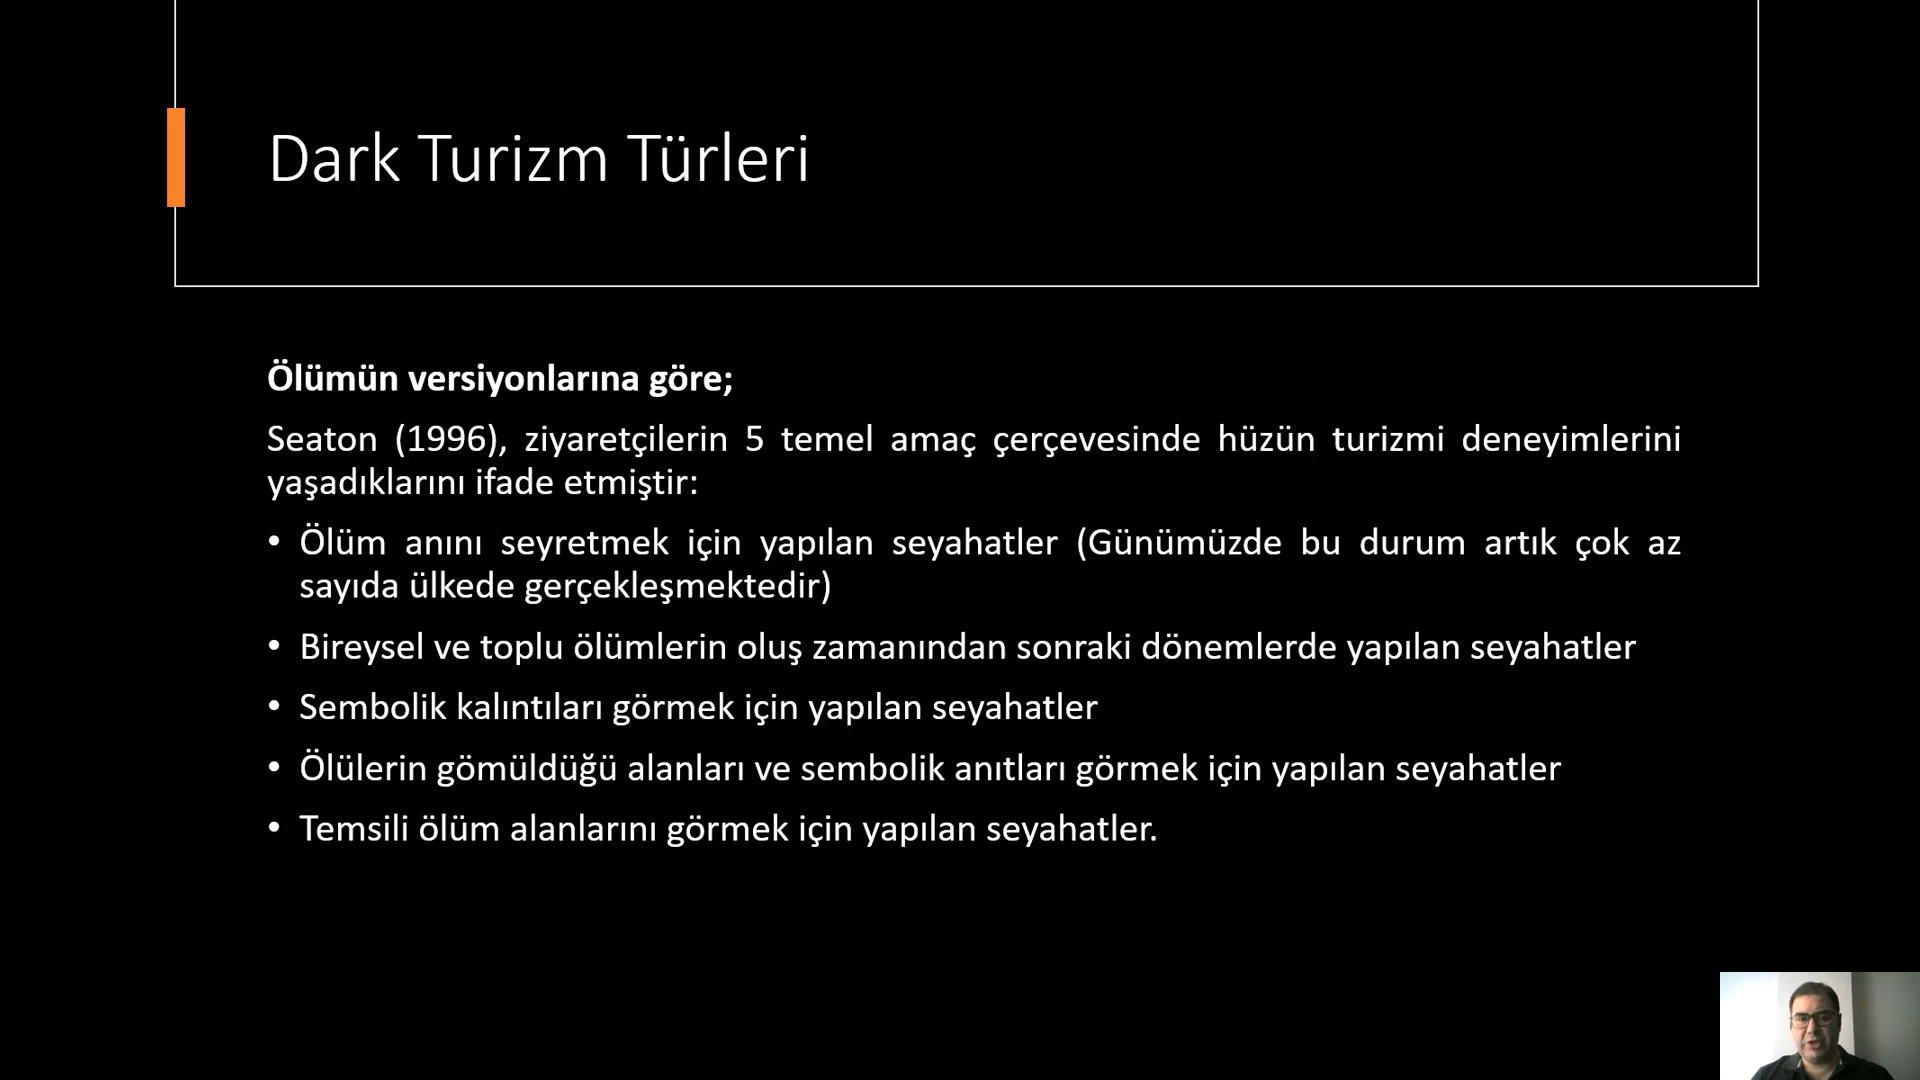 Dark Turizm Türleri
Ölümün versiyonlarına göre;
Seaton (1996), ziyaretçilerin 5 temel amaç çerçevesinde hüzün turizmi deneyimlerini
yaşadıklarını ifade etmiştir:
• Ölüm anını seyretmek için yapılan seyahatler (Günümüzde bu durum artık çok az
sayıda ülkede gerçekleşmektedir)
• Bireysel ve toplu ölümlerin oluş zamanından sonraki dönemlerde yapılan seyahatler
• Sembolik kalıntıları görmek için yapılan seyahatler
• Ölülerin gömüldüğü alanları ve sembolik anıtları görmek için yapılan seyahatler
• Temsili ölüm alanlarını görmek için yapılan seyahatler.